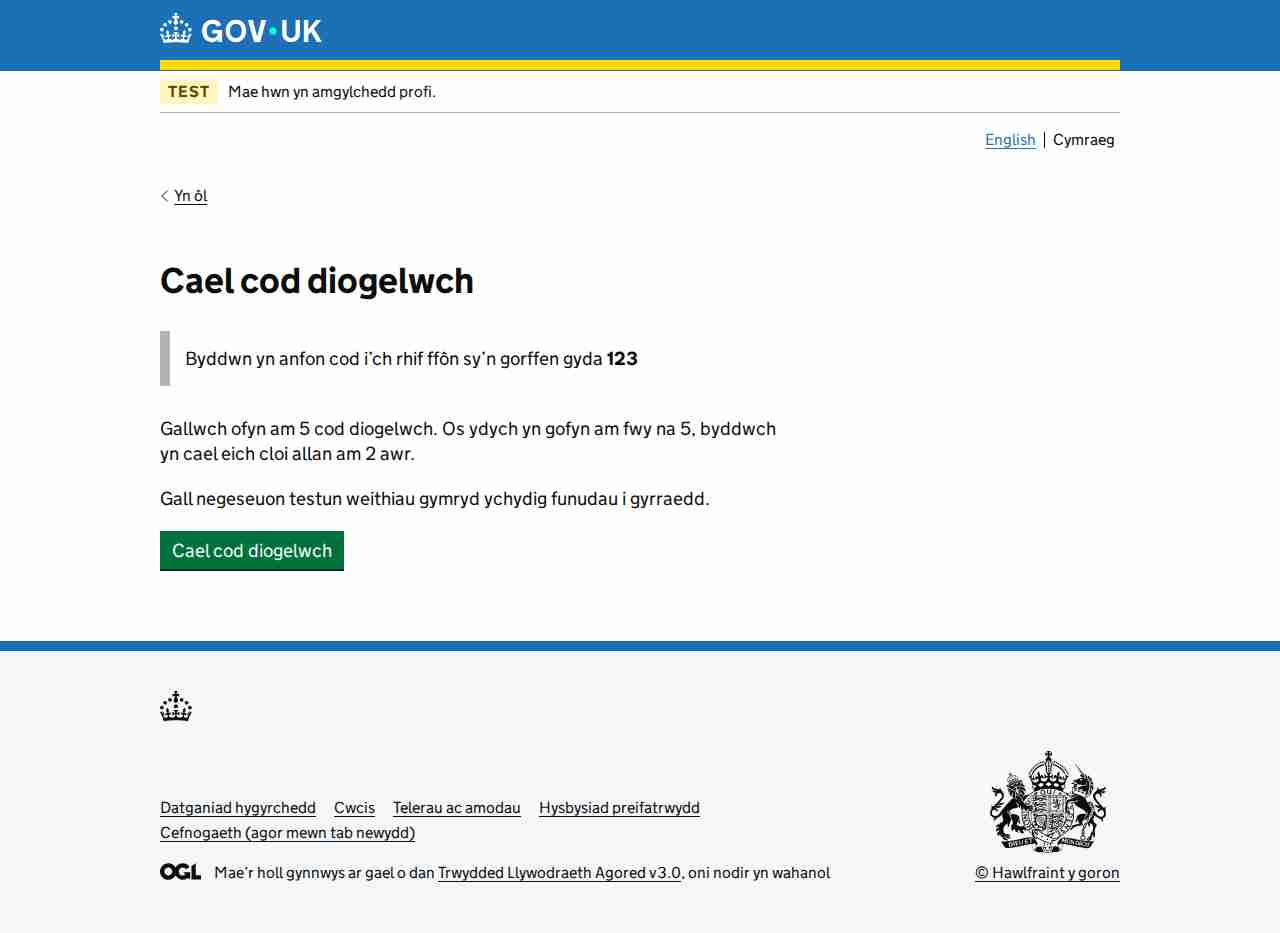 GOV·UK
TEST Mae hwn yn amgylchedd profi.
English Cymraeg
Yn ôl
Cael cod diogelwch
Byddwn yn anfon cod i’ch rhif ffôn sy’n gorffen gyda 123
Gallwch ofyn am 5 cod diogelwch. Os ydych yn gofyn am fwy na 5, byddwch
yn cael eich cloi allan am 2 awr.
Gall negeseuon testun weithiau gymryd ychydig funudau i gyrraedd.
Cael cod diogelwch
Datganiad hygyrchedd Cwcis Telerau ac amodau Hysbysiad preifatrwydd
Cefnogaeth (agor mewn tab newydd)
OGL Mae’r holl gynnwys ar gael o dan Trwydded Llywodraeth Agored v3.0, oni nodir yn wahanol
© Hawlfraint y goron